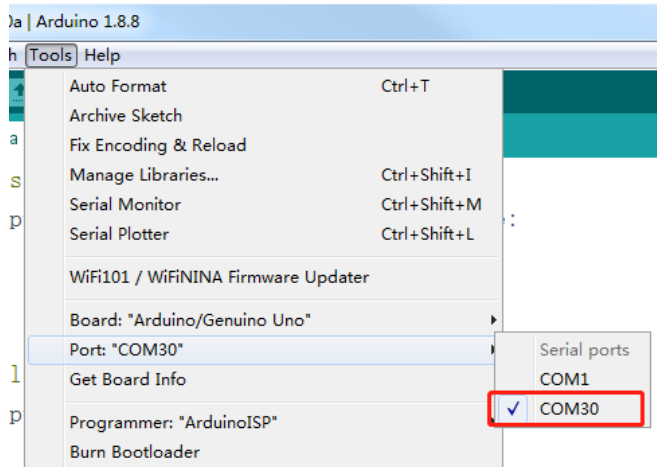 0a | Arduino 1.8.8
h Tools Help
Auto Format Ctrl+T
Archive Sketch
a Fix Encoding & Reload
s Manage Libraries... Ctrl+Shift+I
Serial Monitor Ctrl+Shift+M
p Serial Plotter Ctrl+Shift+L :
WiFi101 / WiFiNINA Firmware Updater
Board: "Arduino/Genuino Uno"
Port: "COM30" Serial ports
l Get Board Info COM1
p Programmer: "ArduinoISP" ✓ COM30
Burn Bootloader